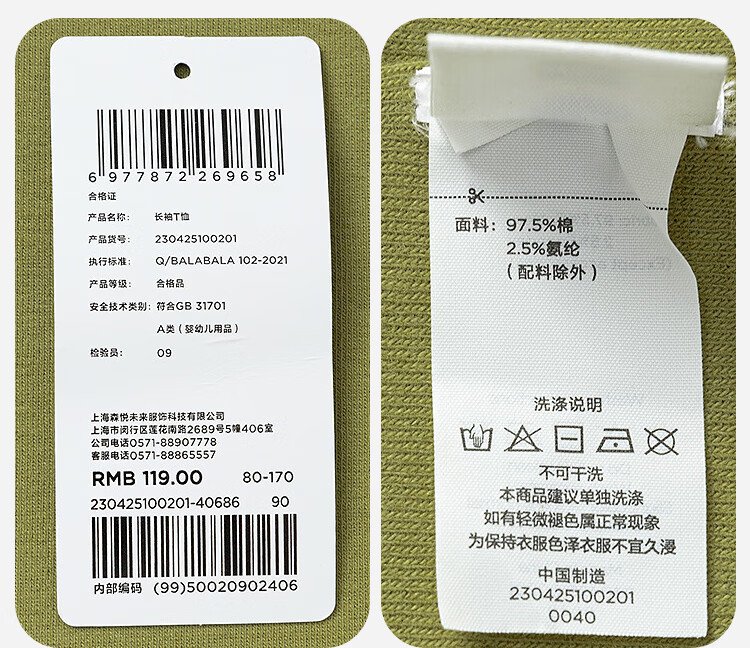 6 977872 269658
合格证
产品名称： 长袖T恤
产品货号： 230425100201
执行标准： Q/BALABALA 102-2021
产品等级： 合格品
安全技术类别： 符合GB 31701
A类（婴幼儿用品）
检验员： 09
上海森悦未来服饰科技有限公司
上海市闵行区莲花南路2689号5幢406室
公司电话0571-88907778
客服电话0571-88865557
RMB 119.00 80-170
230425100201-40686 90
内部编码 (99)50020902406
面料：97.5%棉
2.5%氨纶
（配料除外）
洗涤说明
不可干洗
本商品建议单独洗涤
如有轻微褪色属正常现象
为保持衣服色泽衣服不宜久漫
中国制造
230425100201
0040